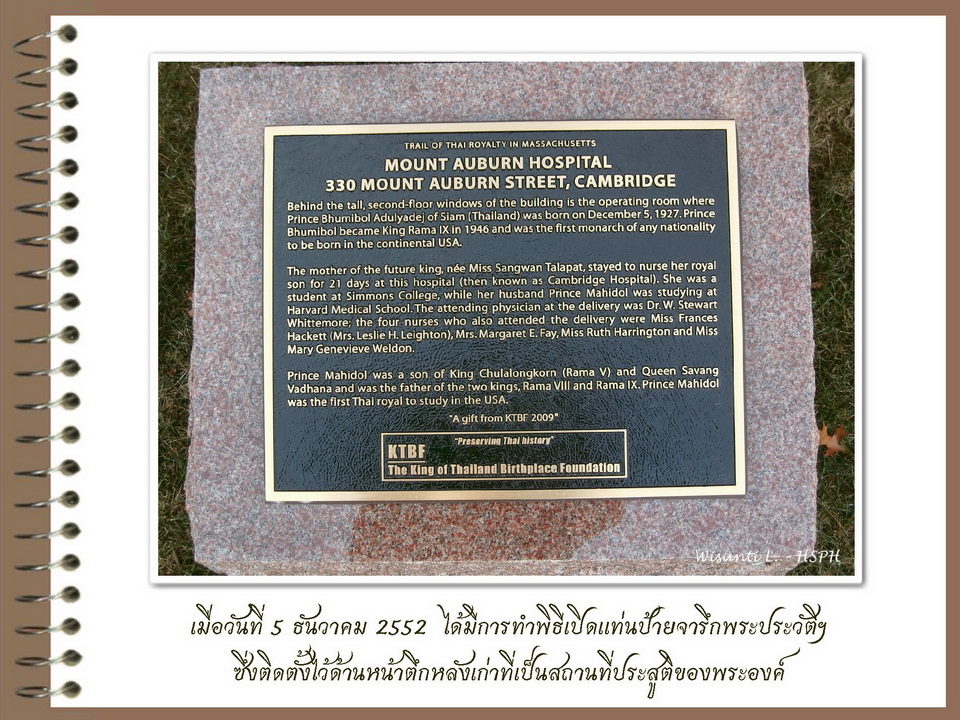 TRAIL OF THAI ROYALTY IN MASSACHUSETTS
MOUNT AUBURN HOSPITAL
330 MOUNT AUBURN STREET, CAMBRIDGE
Behind the tall, second-floor windows of the building is the operating room where
Prince Bhumibol Adulyadej of Siam (Thailand) was born on December 5, 1927. Prince
Bhumibol became King Rama IX in 1946 and was the first monarch of any nationality
to be born in the continental USA.
The mother of the future king, née Miss Sangwan Talapat, stayed to nurse her royal
son for 21 days at this hospital (then known as Cambridge Hospital). She was a
student at Simmons College, while her husband Prince Mahidol was studying at
Harvard Medical School. The attending physician at the delivery was Dr. W. Stewart
Whittemore; the four nurses who also attended the delivery were Miss Frances
Hackett (Mrs. Leslie H. Leighton), Mrs. Margaret E. Fay, Miss Ruth Harrington and Miss
Mary Genevieve Weldon.
Prince Mahidol was a son of King Chulalongkorn (Rama V) and Queen Savang
Vadhana and was the father of the two kings, Rama VIII and Rama IX. Prince Mahidol
was the first Thai royal to study in the USA.
"A gift from KTBF 2009"
"Preserving Thai history"
KTBF
The King of Thailand Birthplace Foundation
Wisunti L. - HSPH
เมื่อวันที่ 5 ธันวาคม 2552 ได้มีการทำพิธีเปิดแท่นป้ายจารึกพระประวัติฯ
ซึ่งติดตั้งไว้ด้านหน้าตึกหลังเก่าที่เป็นสถานที่ประสูติของพระองค์